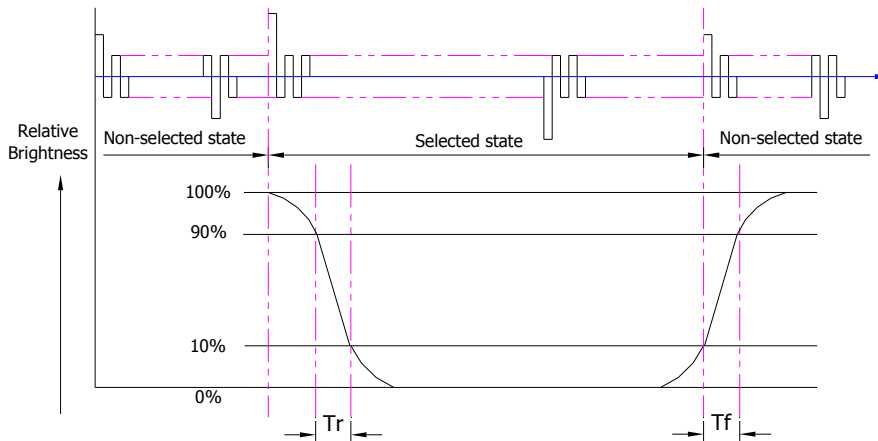 Relative
Brightness
Non-selected state
Selected state
Non-selected state
100%
90%
10%
0%
Tr
Tf